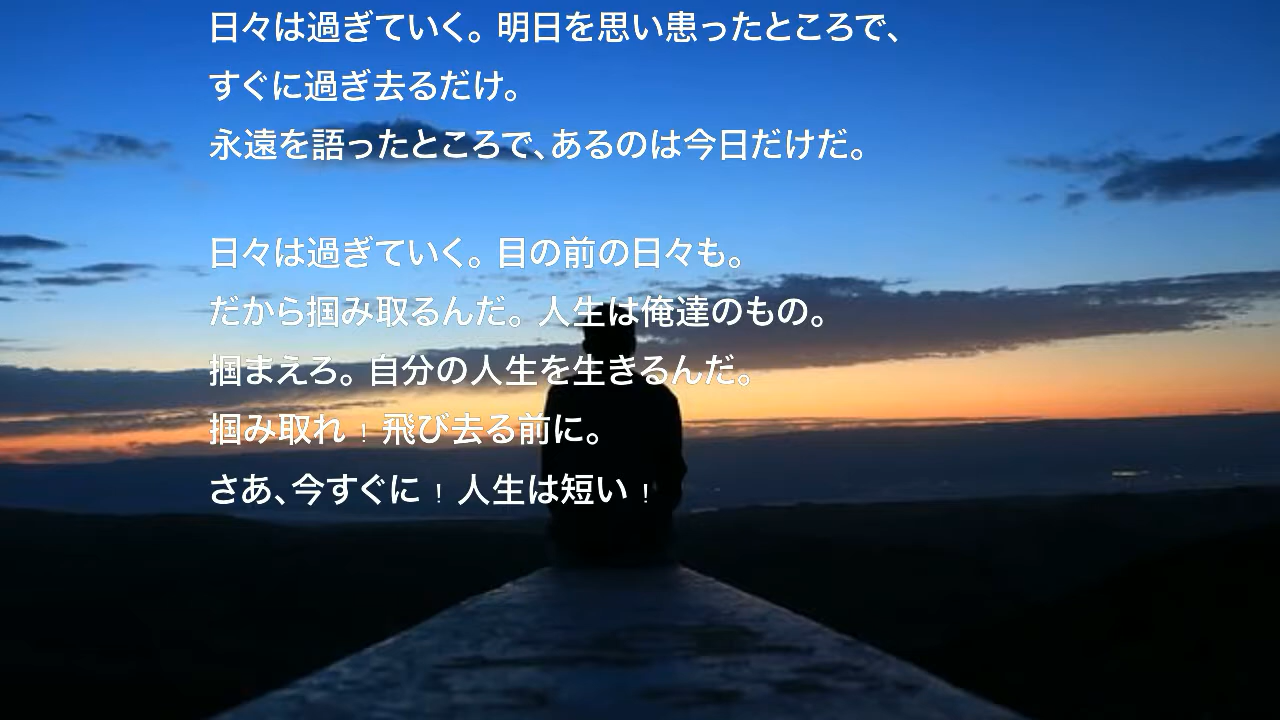 日々は過ぎていく。明日を思い患ったところで、
すぐに過ぎ去るだけ。
永遠を語ったところで、あるのは今日だけだ。
日々は過ぎていく。目の前の日々も。
だから掴み取るんだ。人生は俺達のもの。
掴まえろ。自分の人生を生きるんだ。
掴み取れ！飛び去る前に。
さあ、今すぐに！人生は短い！